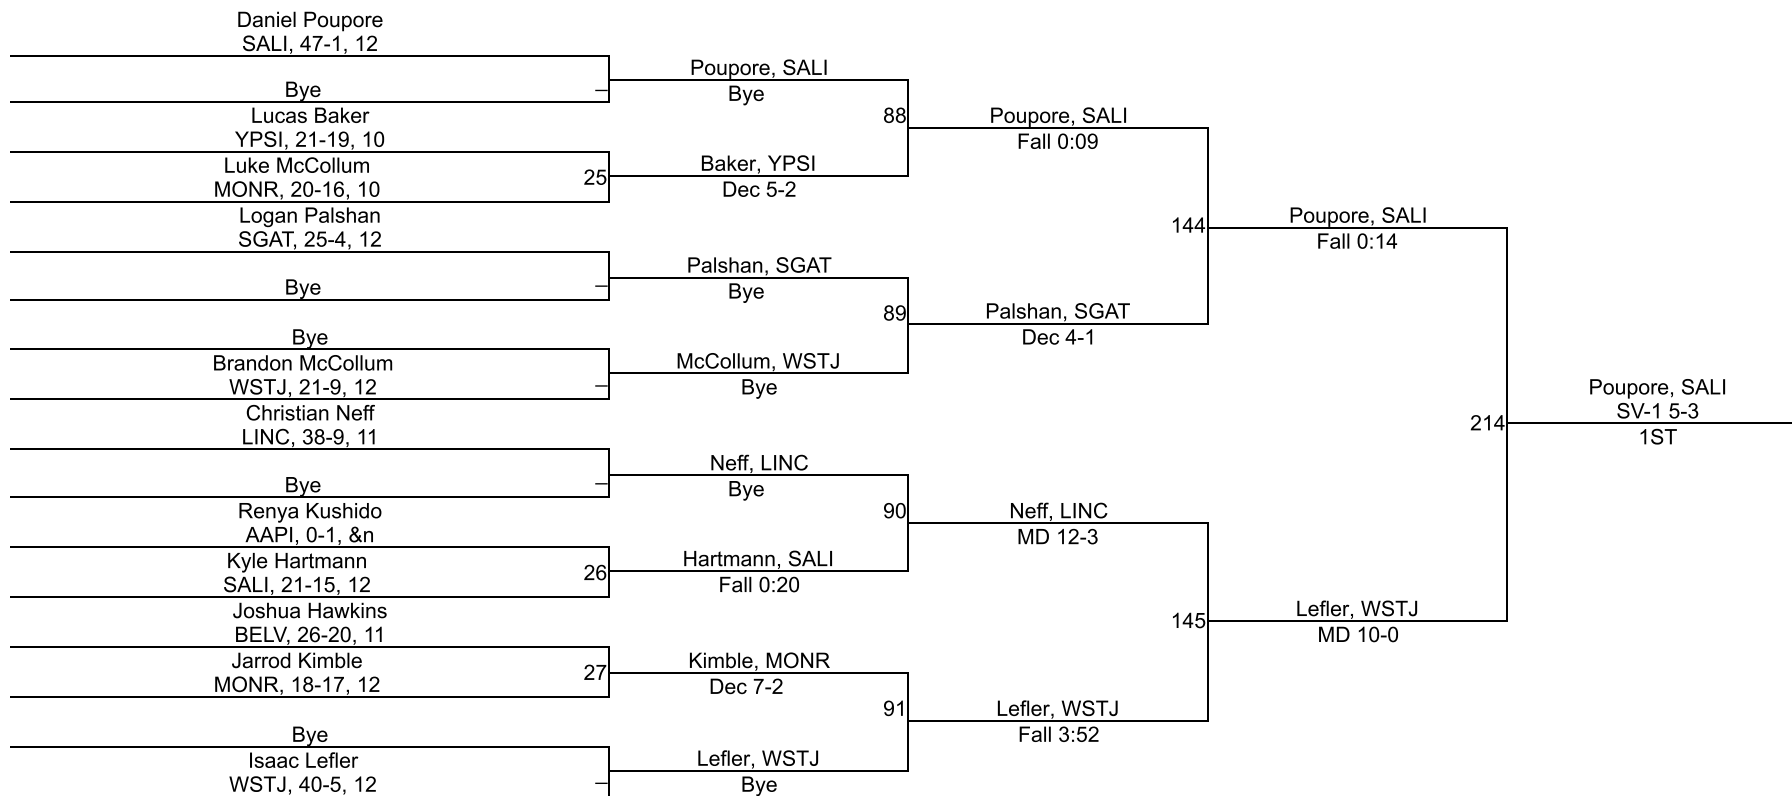 Daniel Poupore
SALI, 47-1, 12
Bye
Lucas Baker
YPSI, 21-19, 10
Luke McCollum
MONR, 20-16, 10
Logan Palshan
SGAT, 25-4, 12
Bye
Bye
Brandon McCollum
WSTJ, 21-9, 12
Christian Neff
LINC, 38-9, 11
Bye
Renya Kushido
AAPI, 0-1, &n
Kyle Hartmann
SALI, 21-15, 12
Joshua Hawkins
BELV, 26-20, 11
Jarrod Kimble
MONR, 18-17, 12
Bye
Isaac Lefler
WSTJ, 40-5, 12
–
25
–
–
–
26
27
–
Poupore, SALI
Bye
Baker, YPSI
Dec 5-2
Palshan, SGAT
Bye
McCollum, WSTJ
Bye
Neff, LINC
Bye
Hartmann, SALI
Fall 0:20
Kimble, MONR
Dec 7-2
Lefler, WSTJ
Bye
88
89
90
91
Poupore, SALI
Fall 0:09
Palshan, SGAT
Dec 4-1
Neff, LINC
MD 12-3
Lefler, WSTJ
Fall 3:52
144
145
Poupore, SALI
Fall 0:14
Lefler, WSTJ
MD 10-0
214
Poupore, SALI
SV-1 5-3
1ST